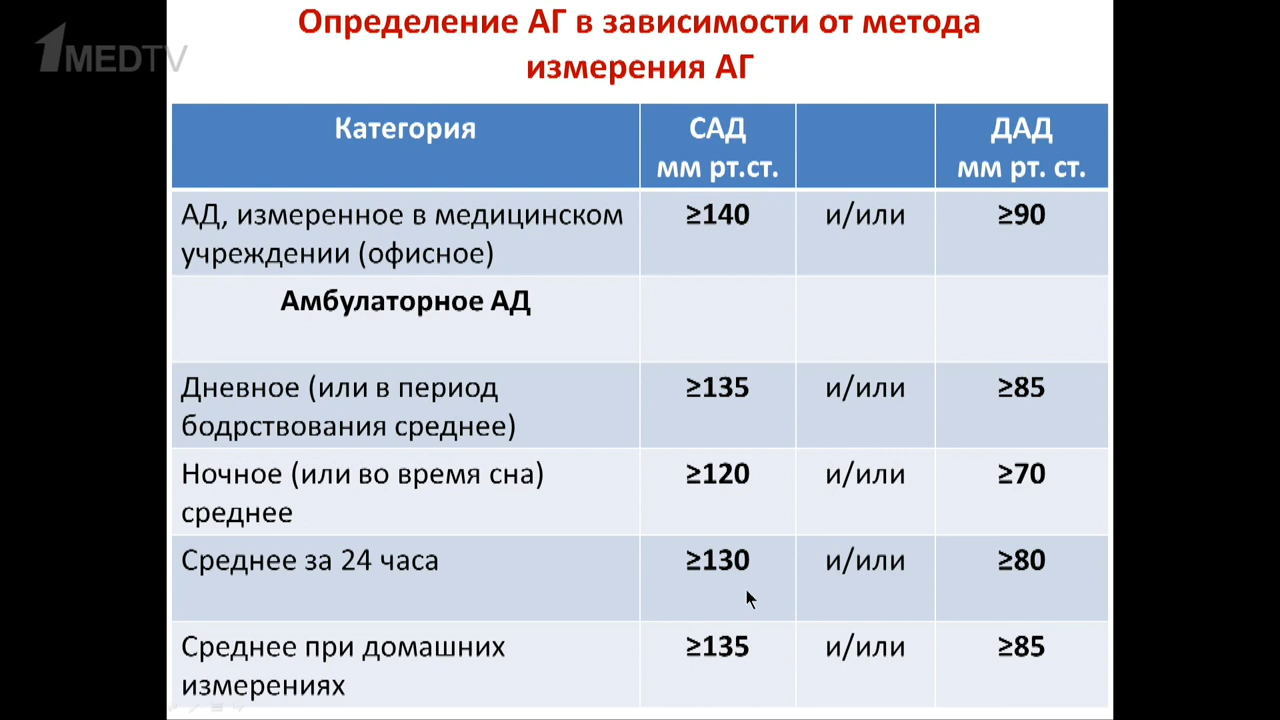 1MEDTV
Определение АГ в зависимости от метода
измерения АГ
Категория
САД
мм рт.ст.
ДАД
мм рт. ст.
АД, измеренное в медицинском
учреждении (офисное)
≥140
и/или
≥90
Амбулаторное АД
Дневное (или в период
бодрствования среднее)
≥135
и/или
≥85
Ночное (или во время сна)
среднее
≥120
и/или
≥70
Среднее за 24 часа
≥130
и/или
≥80
Среднее при домашних
измерениях
≥135
и/или
≥85